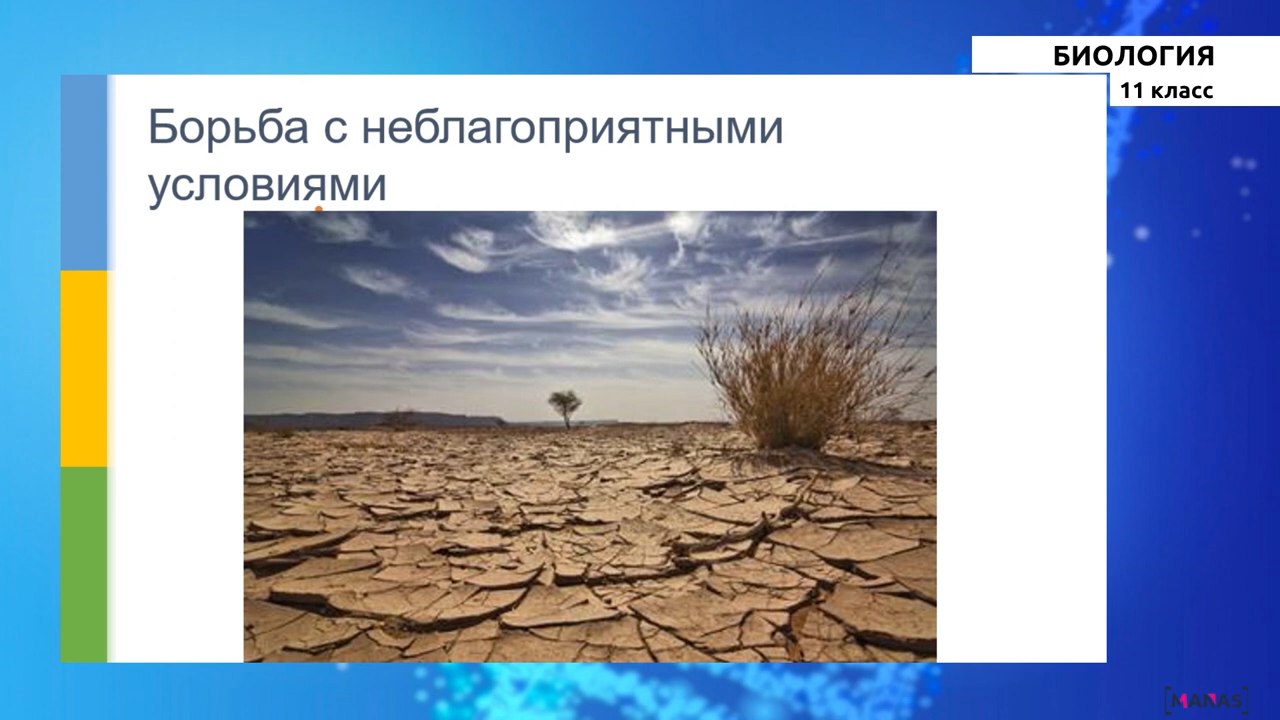 БИОЛОГИЯ
11 класс
Борьба с неблагоприятными
условиями
MANAS